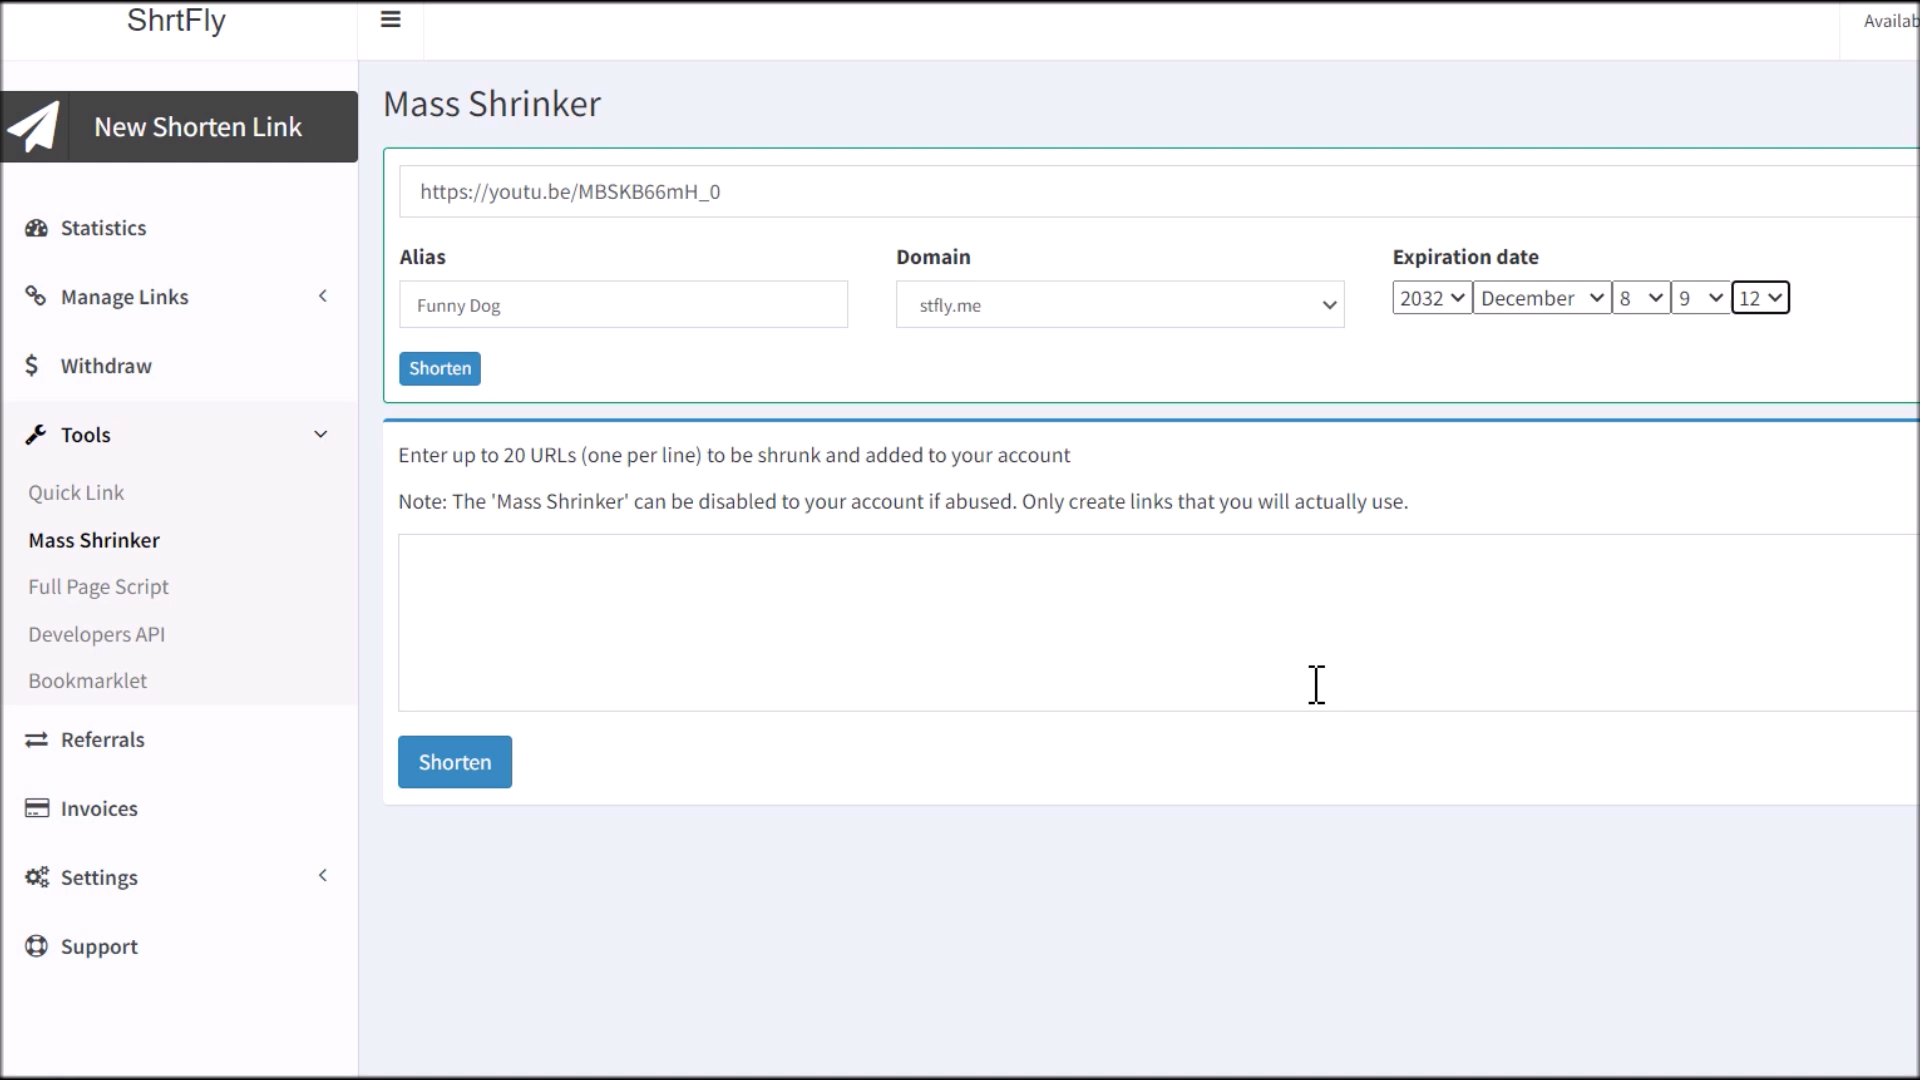 ShrtFly
New Shorten Link
Statistics
Manage Links
Withdraw
Tools
Quick Link
Mass Shrinker
Full Page Script
Developers API
Bookmarklet
Referrals
Invoices
Settings
Support
Availab
Mass Shrinker
https://youtu.be/MBSKB66mH_0
Alias Domain Expiration date
Funny Dog stfly.me 2032 December 8 9 12
Shorten
Enter up to 20 URLs (one per line) to be shrunk and added to your account
Note: The 'Mass Shrinker' can be disabled to your account if abused. Only create links that you will actually use.
Shorten